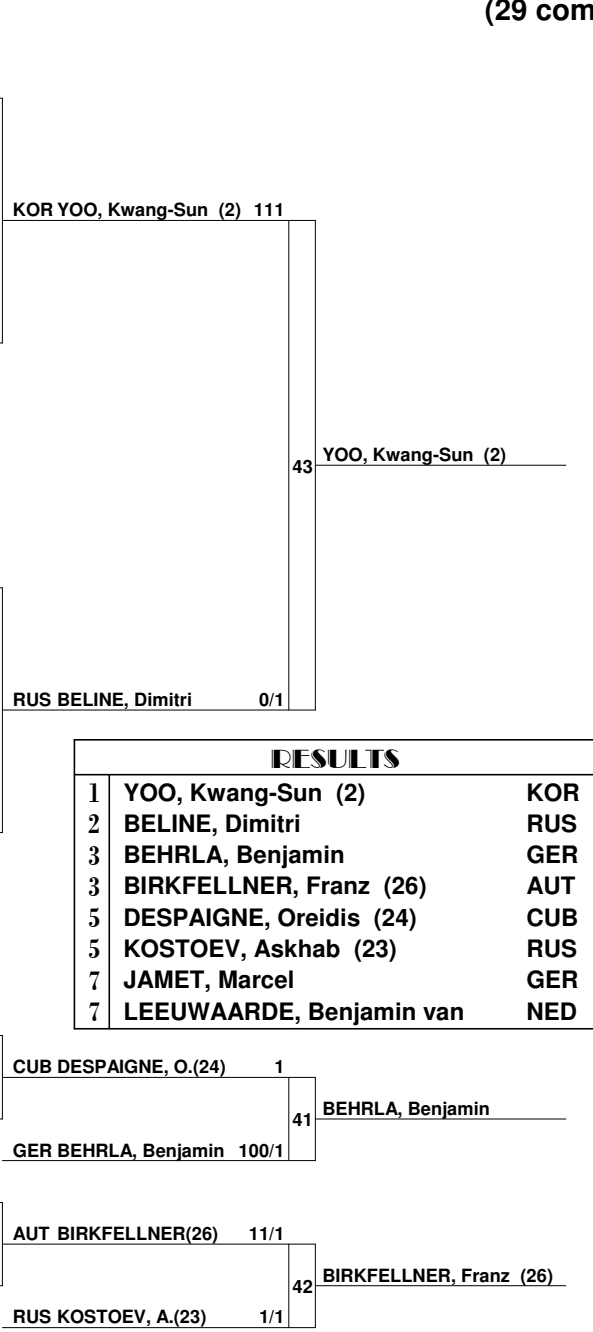 (29 com
KOR YOO, Kwang-Sun (2) 111
43 YOO, Kwang-Sun (2)
RUS BELINE, Dimitri 0/1
RESULTS
1 YOO, Kwang-Sun (2) KOR
2 BELINE, Dimitri RUS
3 BEHRLA, Benjamin GER
3 BIRKFELLNER, Franz (26) AUT
5 DESPAIGNE, Oreidis (24) CUB
5 KOSTOEV, Askhab (23) RUS
7 JAMET, Marcel GER
7 LEEUWAARDE, Benjamin van NED
CUB DESPAIGNE, O.(24) 1
41 BEHRLA, Benjamin
GER BEHRLA, Benjamin 100/1
AUT BIRKFELLNER(26) 11/1
42 BIRKFELLNER, Franz (26)
RUS KOSTOEV, A.(23) 1/1